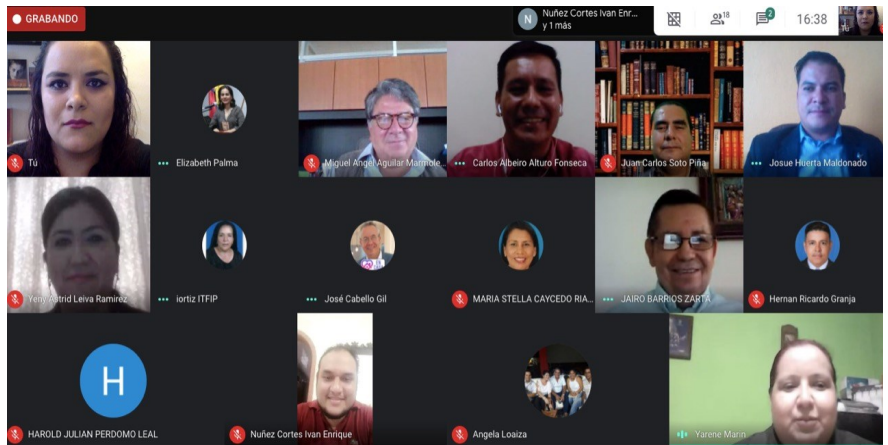 GRABANDO
N
Nuñez Cortes Ivan Enr...
y 1 más
18
2
16:38
Tú
Tú
Elizabeth Palma
Miguel Angel Aguilar Marmole...
Carlos Albeiro Alturo Fonseca
Juan Carlos Soto Piña
Josue Huerta Maldonado
Yeny Astrid Leiva Ramirez
iortiz ITFIP
José Cabello Gil
MARIA STELLA CAYCEDO RIA...
JAIRO BARRIOS ZARTA
Hernan Ricardo Granja
H
HAROLD JULIAN PERDOMO LEAL
Nuñez Cortes Ivan Enrique
Angela Loaiza
Yarene Marin